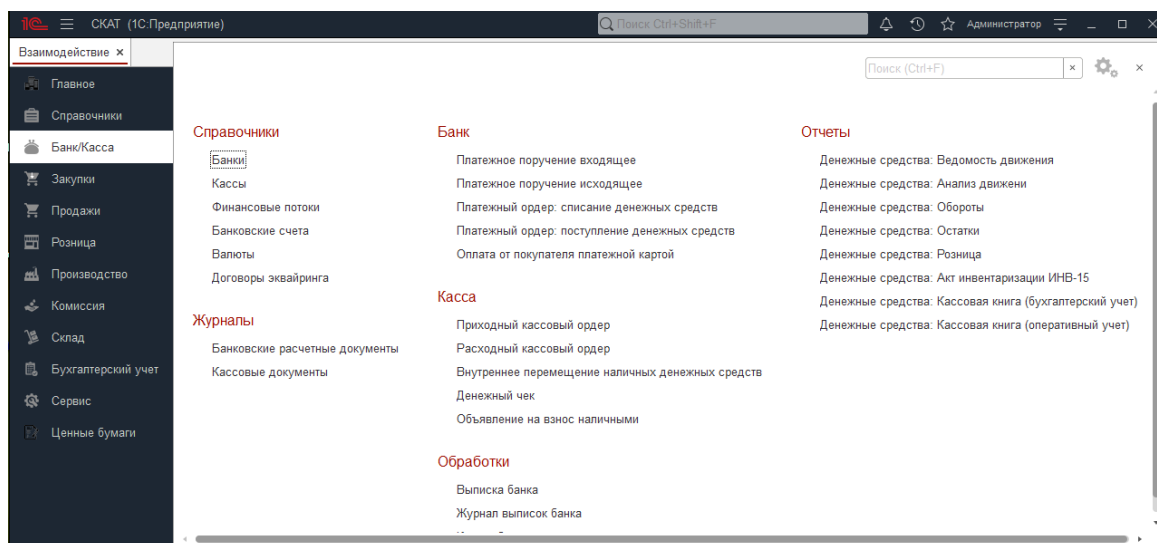 1С СКАТ (1С:Предприятие)
Поиск Ctrl+Shift+F
Администратор
Взаимодействие ×
Поиск (Ctrl+F)
Главное
Справочники
Банк/Касса
Закупки
Продажи
Розница
Производство
Комиссия
Склад
Бухгалтерский учет
Сервис
Ценные бумаги
Справочники
Банки
Кассы
Финансовые потоки
Банковские счета
Валюты
Договоры эквайринга
Журналы
Банковские расчетные документы
Кассовые документы
Банк
Платежное поручение входящее
Платежное поручение исходящее
Платежный ордер: списание денежных средств
Платежный ордер: поступление денежных средств
Оплата от покупателя платежной картой
Касса
Приходный кассовый ордер
Расходный кассовый ордер
Внутреннее перемещение наличных денежных средств
Денежный чек
Объявление на взнос наличными
Обработки
Выписка банка
Журнал выписок банка
Отчеты
Денежные средства: Ведомость движения
Денежные средства: Анализ движени
Денежные средства: Обороты
Денежные средства: Остатки
Денежные средства: Розница
Денежные средства: Акт инвентаризации ИНВ-15
Денежные средства: Кассовая книга (бухгалтерский учет)
Денежные средства: Кассовая книга (оперативный учет)